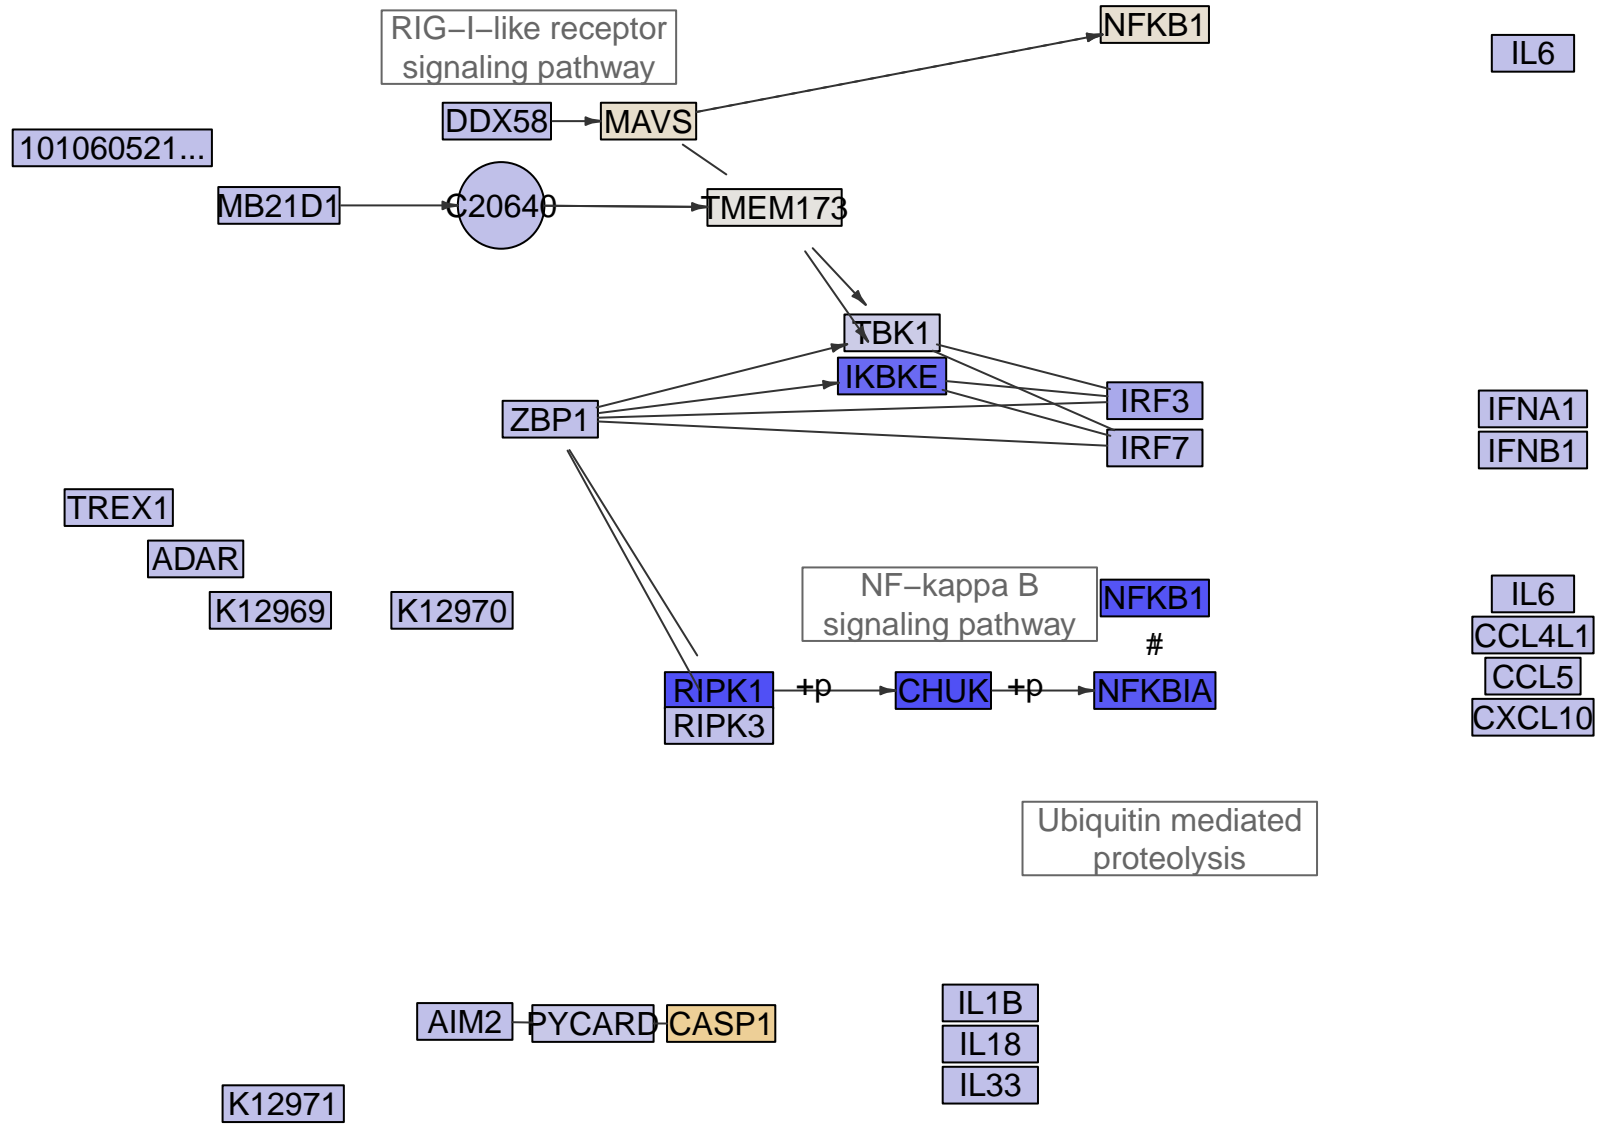 RIG−I−like receptor
signaling pathway
NFKB1
IL6
DDX58
MAVS
101060521...
MB21D1
C20640
TMEM173
TBK1
IKBKE
ZBP1
IRF3
IRF7
IFNA1
IFNB1
TREX1
ADAR
K12969
K12970
NF−kappa B
signaling pathway
NFKB1
#
IL6
CCL4L1
CCL5
CXCL10
RIPK1
+p
CHUK
+p
NFKBIA
RIPK3
Ubiquitin mediated
proteolysis
AIM2
PYCARD
CASP1
IL1B
IL18
IL33
K12971